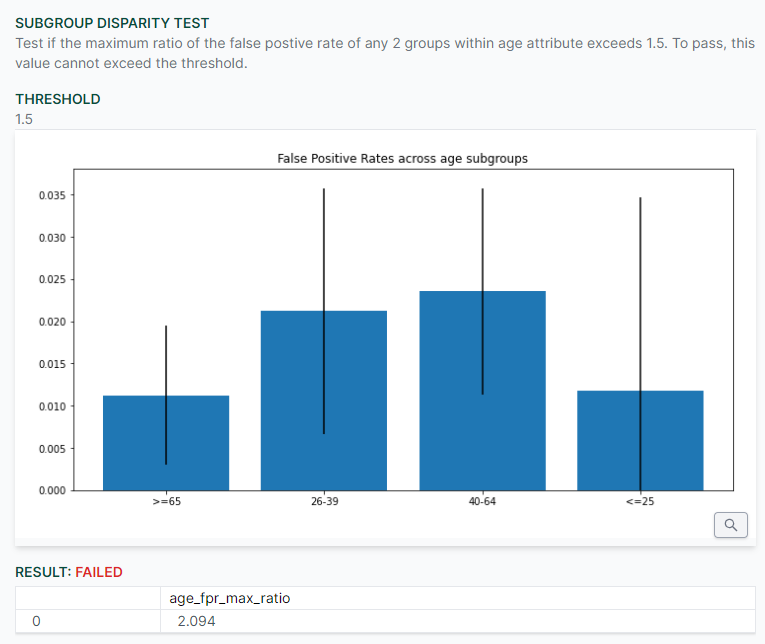 SUBGROUP DISPARITY TEST
Test if the maximum ratio of the false postive rate of any 2 groups within age attribute exceeds 1.5. To pass, this
value cannot exceed the threshold.
THRESHOLD
1.5
False Positive Rates across age subgroups
0.035
0.030
0.025
0.020
0.015
0.010
0.005
0.000
>=65 26-39 40-64 <=25
RESULT: FAILED
age_fpr_max_ratio
0 2.094